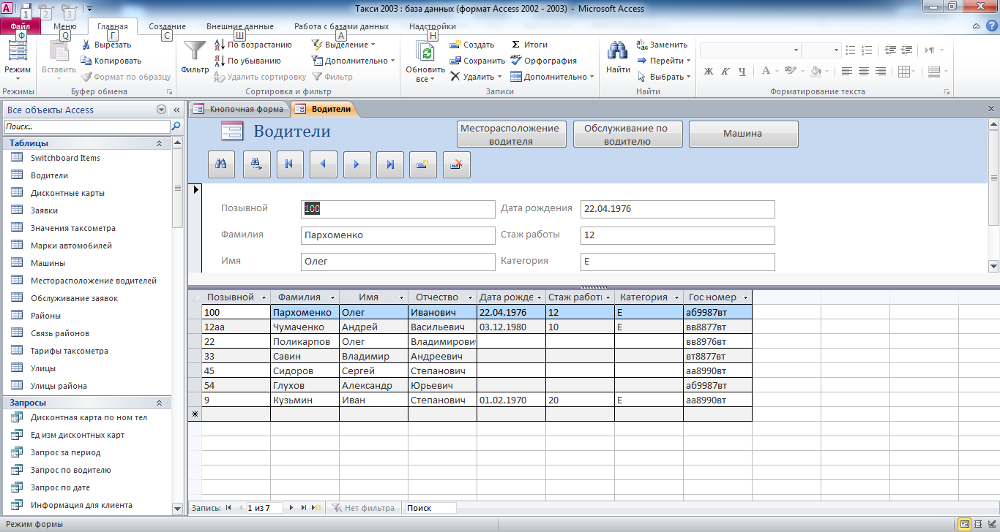 Такси 2003 : база данных (формат Access 2002 - 2003) - Microsoft Access
1 2 3
Файл Меню Главная Создание Внешние данные Работа с базами данных Надстройки
Ф Q Г С Ш А Н
Режим
Режимы
Вставить
Вырезать
Копировать
Формат по образцу
Буфер обмена
Фильтр
По возрастанию
По убыванию
Удалить сортировку
Выделение
Дополнительно
Фильтр
Сортировка и фильтр
Обновить
все
Создать
Сохранить
Удалить
Итоги
Орфография
Дополнительно
Записи
Найти
Заменить
Перейти
Выбрать
Найти
Ж К Ч
Форматирование текста
Все объекты Access
Поиск...
Таблицы
Switchboard Items
Водители
Дисконтные карты
Заявки
Значения таксометра
Марки автомобилей
Машины
Месторасположение водителей
Обслуживание заявок
Районы
Связь районов
Тарифы таксометра
Улицы
Улицы района
Запросы
Дисконтная карта по ном тел
Ед изм дисконтных карт
Запрос за период
Запрос по водителю
Запрос по дате
Информация для клиента
Кнопочная форма Водители
Водители
Месторасположение
водителя
Обслуживание по
водителю
Машина
Позывной 100 Дата рождения 22.04.1976
Фамилия Пархоменко Стаж работы 12
Имя Олег Категория Е
Позывной Фамилия Имя Отчество Дата рожде Стаж работы Категория Гос номер
100 Пархоменко Олег Иванович 22.04.1976 12 Е аб9987вт
12аа Чумаченко Андрей Васильевич 03.12.1980 10 Е вв8877вт
22 Поликарпов Олег Владимирович вв8976вт
33 Савин Владимир Андреевич вт8877вт
45 Сидоров Сергей Степанович аа8990вт
54 Глухов Александр Юрьевич аб9987вт
9 Кузьмин Иван Степанович 01.02.1970 20 Е аа8990вт
Запись: 1 из 7 Нет фильтра Поиск
Режим формы